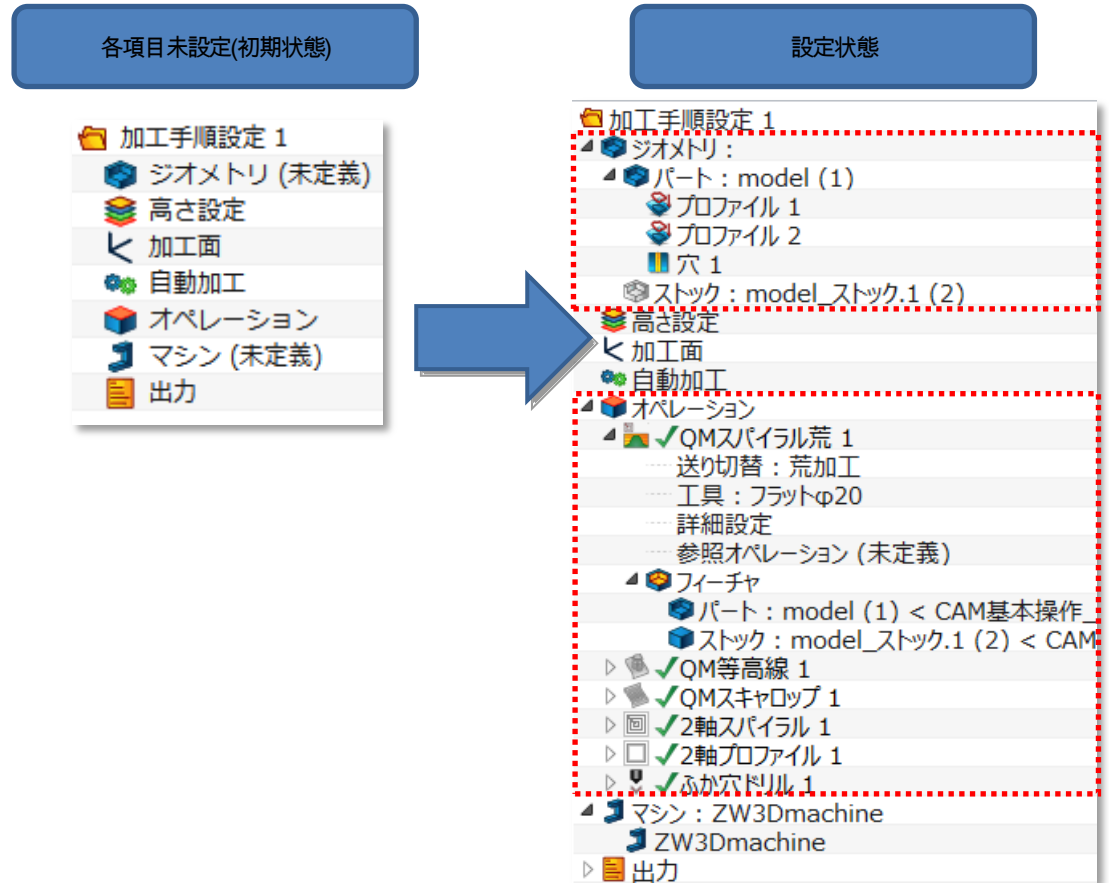 各項目未設定(初期状態)
設定状態
加工手順設定 1
ジオメトリ (未定義)
高さ設定
加工面
自動加工
オペレーション
マシン (未定義)
出力
加工手順設定 1
ジオメトリ :
パート : model (1)
プロファイル 1
プロファイル 2
穴 1
ストック : model_ストック.1 (2)
高さ設定
加工面
自動加工
オペレーション
QMスパイラル荒 1
送り切替 : 荒加工
工具 : フラットφ20
詳細設定
参照オペレーション (未定義)
フィーチャ
パート : model (1) < CAM基本操作_
ストック : model_ストック.1 (2) < CAM
QM等高線 1
QMスキャロップ 1
2軸スパイラル 1
2軸プロファイル 1
ふか穴ドリル 1
マシン : ZW3Dmachine
ZW3Dmachine
出力